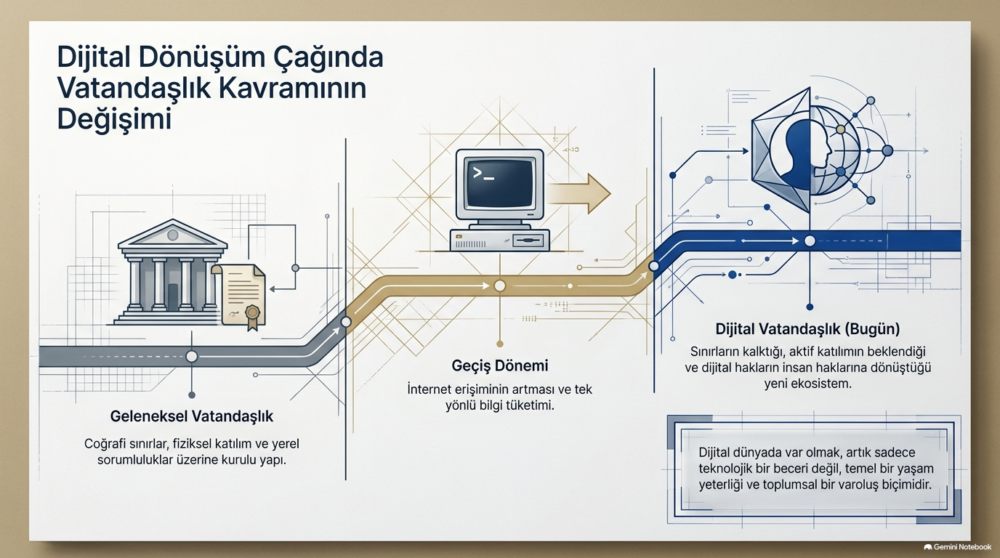 Dijital Dönüşüm Çağında
Vatandaşlık Kavramının
Değişimi
>_
Geleneksel Vatandaşlık
Coğrafi sınırlar, fiziksel katılım ve yerel
sorumluluklar üzerine kurulu yapı.
Geçiş Dönemi
İnternet erişiminin artması ve tek
yönlü bilgi tüketimi.
Dijital Vatandaşlık (Bugün)
Sınırların kalktığı, aktif katılımın beklendiği
ve dijital hakların insan haklarına dönüştüğü
yeni ekosistem.
Dijital dünyada var olmak, artık sadece
teknolojik bir beceri değil, temel bir yaşam
yeterliği ve toplumsal bir varoluş biçimidir.
Gemini Notebook